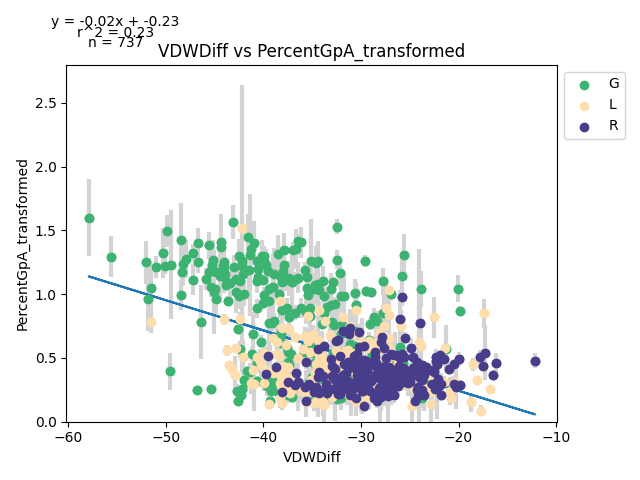 y = -0.02x + -0.23
r^2 = 0.23
n = 737
VDWDiff vs PercentGpA_transformed
PercentGpA_transformed
2.5
2.0
1.5
1.0
0.5
0.0
−60 −50 −40 −30 −20 −10
VDWDiff
G
L
R